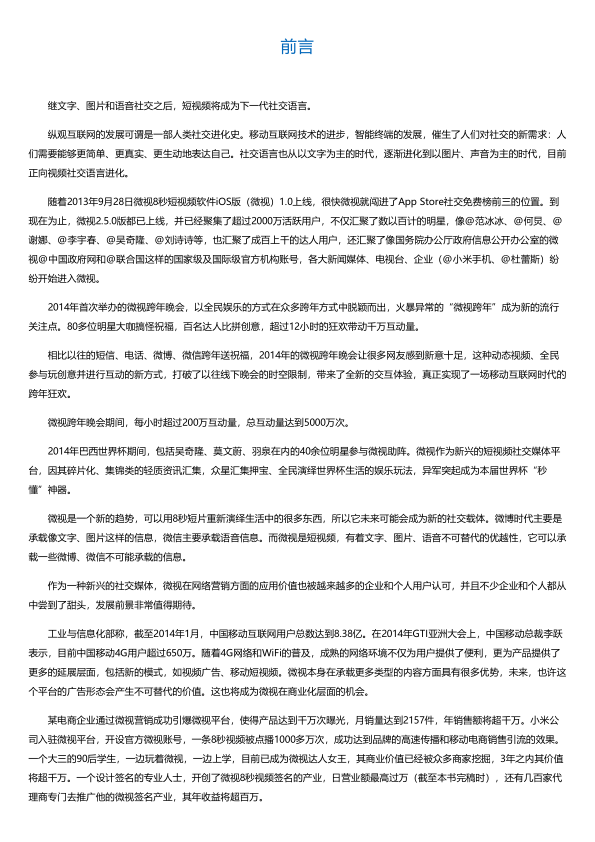 前言
继文字、图片和语音社交之后，短视频将成为下一代社交语言。
纵观互联网的发展可谓是一部人类社交进化史。移动互联网技术的进步，智能终端的发展，催生了人们对社交的新需求：人
们需要能够更简单、更真实、更生动地表达自己。社交语言也从以文字为主的时代，逐渐进化到以图片、声音为主的时代，目前
正向视频社交语言进化。
随着2013年9月28日微视8秒短视频软件iOS版（微视）1.0上线，很快微视就闯进了App Store社交免费榜前三的位置。到
现在为止，微视2.5.0版都已上线，并已经聚集了超过2000万活跃用户，不仅汇聚了数以百计的明星，像@范冰冰、@何炅、@
谢娜、@李宇春、@吴奇隆、@刘诗诗等，也汇聚了成百上千的达人用户，还汇聚了像国务院办公厅政府信息公开办公室的微
视@中国政府网和@联合国这样的国家级及国际级官方机构账号，各大新闻媒体、电视台、企业（@小米手机、@杜蕾斯）纷
纷开始进入微视。
2014年首次举办的微视跨年晚会，以全民娱乐的方式在众多跨年方式中脱颖而出，火暴异常的“微视跨年”成为新的流行
关注点。80多位明星大咖搞怪祝福，百名达人比拼创意，超过12小时的狂欢带动千万互动量。
相比以往的短信、电话、微博、微信跨年送祝福，2014年的微视跨年晚会让很多网友感到新意十足，这种动态视频、全民
参与玩创意并进行互动的新方式，打破了以往线下晚会的时空限制，带来了全新的交互体验，真正实现了一场移动互联网时代的
跨年狂欢。
微视跨年晚会期间，每小时超过200万互动量，总互动量达到5000万次。
2014年巴西世界杯期间，包括吴奇隆、莫文蔚、羽泉在内的40余位明星参与微视助阵。微视作为新兴的短视频社交媒体平
台，因其碎片化、集锦类的轻质资讯汇集，众星汇集押宝、全民演绎世界杯生活的娱乐玩法，异军突起成为本届世界杯“秒
懂”神器。
微视是一个新的趋势，可以用8秒短片重新演绎生活中的很多东西，所以它未来可能会成为新的社交载体。微博时代主要是
承载像文字、图片这样的信息，微信主要承载语音信息。而微视是短视频，有着文字、图片、语音不可替代的优越性，它可以承
载一些微博、微信不可能承载的信息。
作为一种新兴的社交媒体，微视在网络营销方面的应用价值也被越来越多的企业和个人用户认可，并且不少企业和个人都从
中尝到了甜头，发展前景非常值得期待。
工业与信息化部称，截至2014年1月，中国移动互联网用户总数达到8.38亿。在2014年GTI亚洲大会上，中国移动总裁李跃
表示，目前中国移动4G用户超过650万。随着4G网络和WiFi的普及，成熟的网络环境不仅为用户提供了便利，更为产品提供了
更多的延展层面，包括新的模式，如视频广告、移动短视频。微视本身在承载更多类型的内容方面具有很多优势，未来，也许这
个平台的广告形态会产生不可替代的价值。这也将成为微视在商业化层面的机会。
某电商企业通过微视营销成功引爆微视平台，使得产品达到千万次曝光，月销量达到2157件，年销售额将超千万。小米公
司入驻微视平台，开设官方微视账号，一条8秒视频被点播1000多万次，成功达到品牌的高速传播和移动电商销售引流的效果。
一个大三的90后学生，一边玩着微视，一边上学，目前已成为微视达人女王，其商业价值已经被众多商家挖掘，3年之内其价值
将超千万。一个设计签名的专业人士，开创了微视8秒视频签名的产业，日营业额最高过万（截至本书完稿时），还有几百家代
理商专门去推广他的微视签名产业，其年收益将超百万。